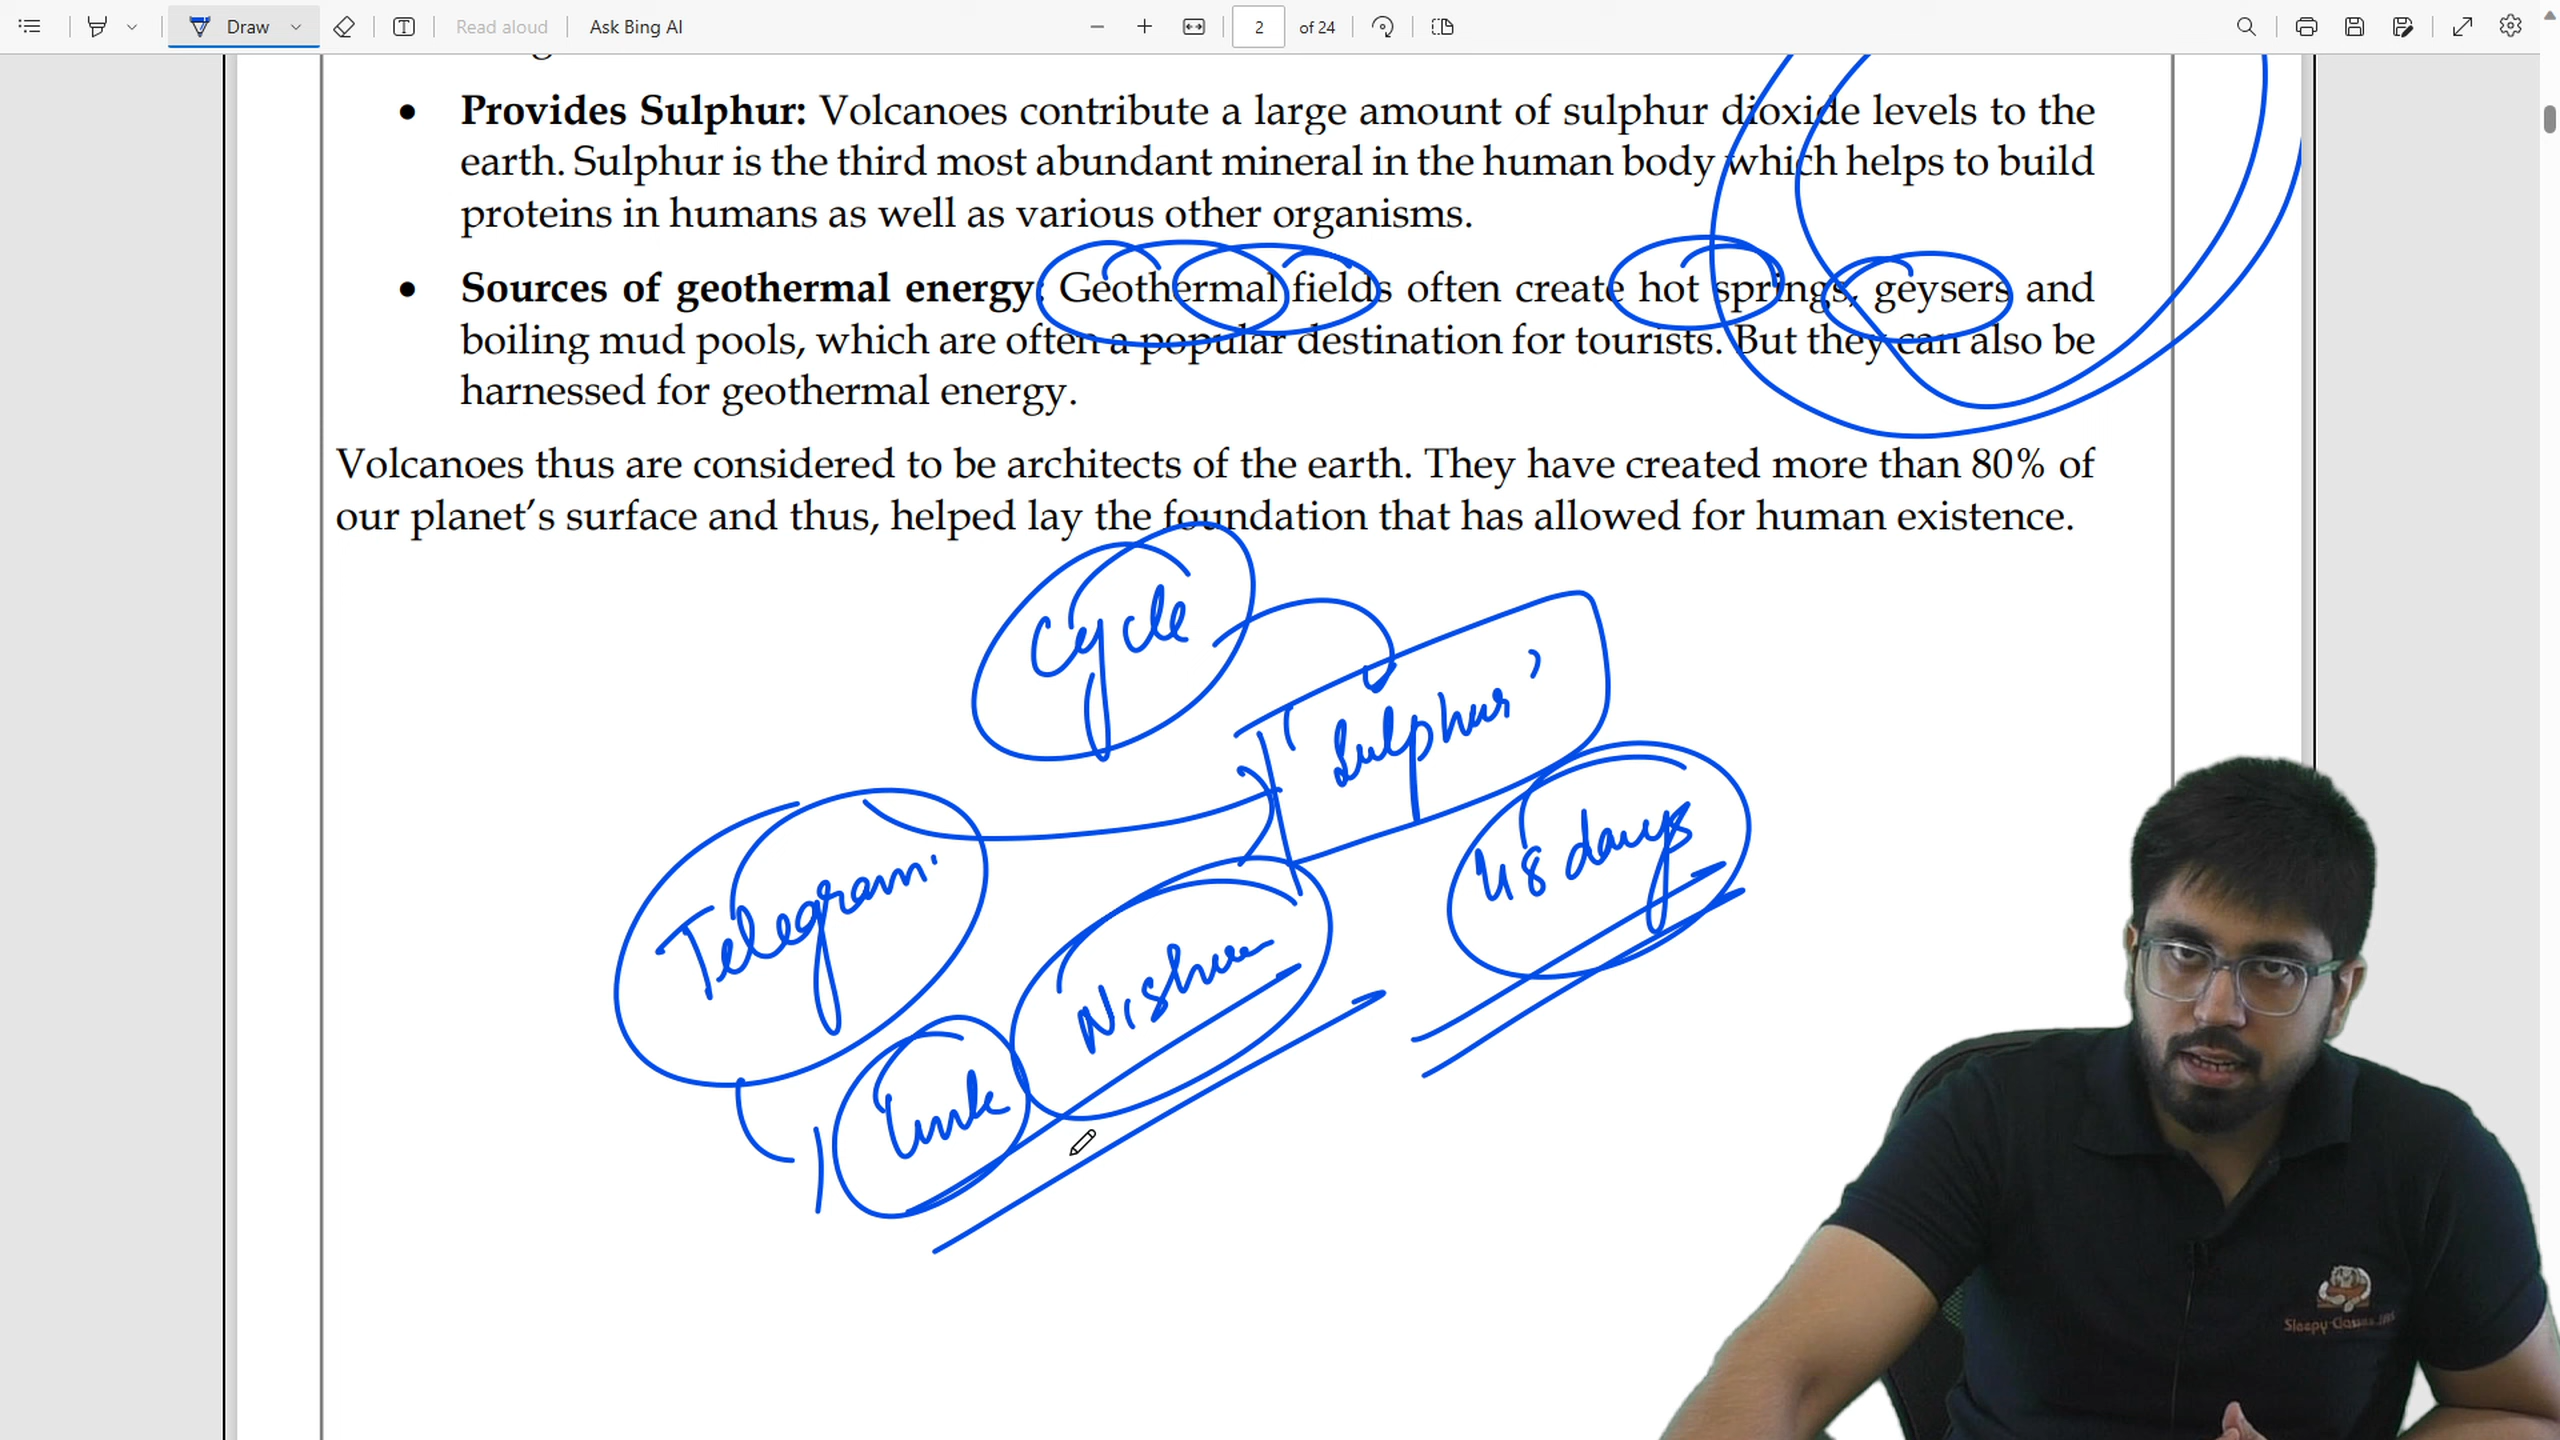 Draw
Read aloud
Ask Bing AI
2
of 24
• Provides Sulphur: Volcanoes contribute a large amount of sulphur dioxide levels to the
earth. Sulphur is the third most abundant mineral in the human body which helps to build
proteins in humans as well as various other organisms.
• Sources of geothermal energy: Geothermal fields often create hot springs, geysers and
boiling mud pools, which are often a popular destination for tourists. But they can also be
harnessed for geothermal energy.
Volcanoes thus are considered to be architects of the earth. They have created more than 80% of
our planet's surface and thus, helped lay the foundation that has allowed for human existence.
Cycle
'Sulphur'
48 days
Telegram
Sleepy Classes IAS